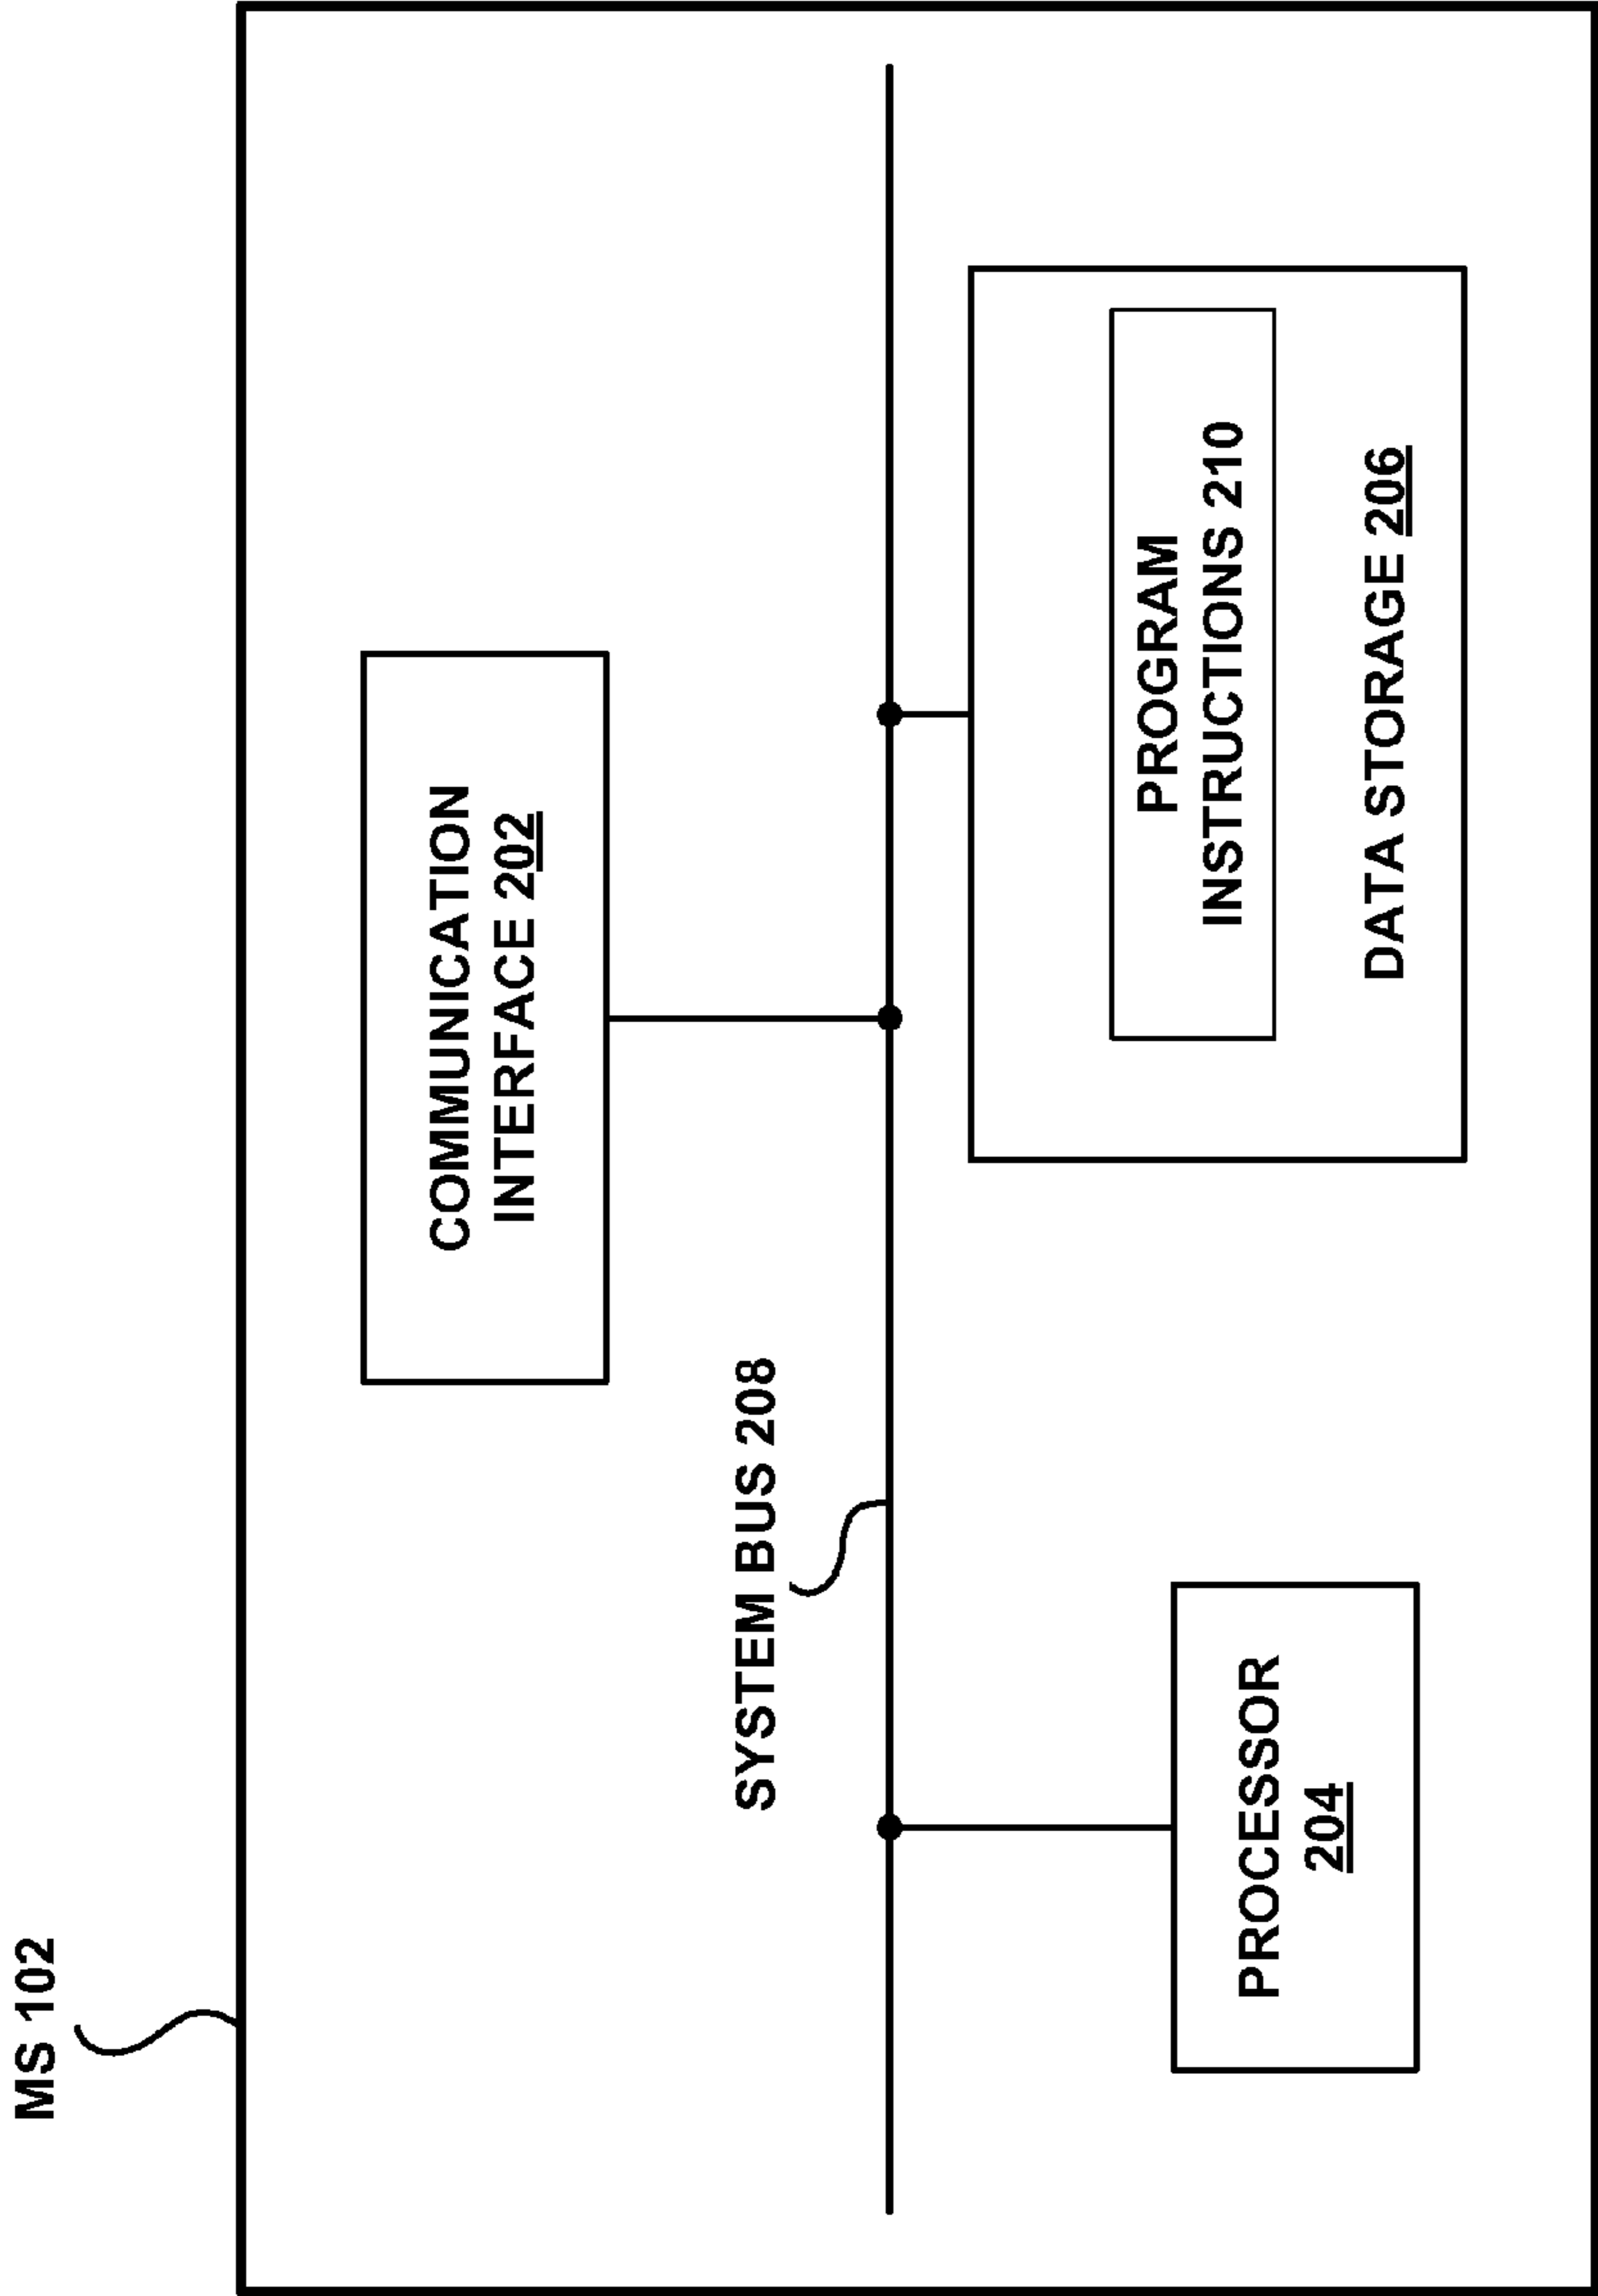 MS 102
COMMUNICATION
INTERFACE 202
SYSTEM BUS 208
PROCESSOR
204
PROGRAM
INSTRUCTIONS 210
DATA STORAGE 206